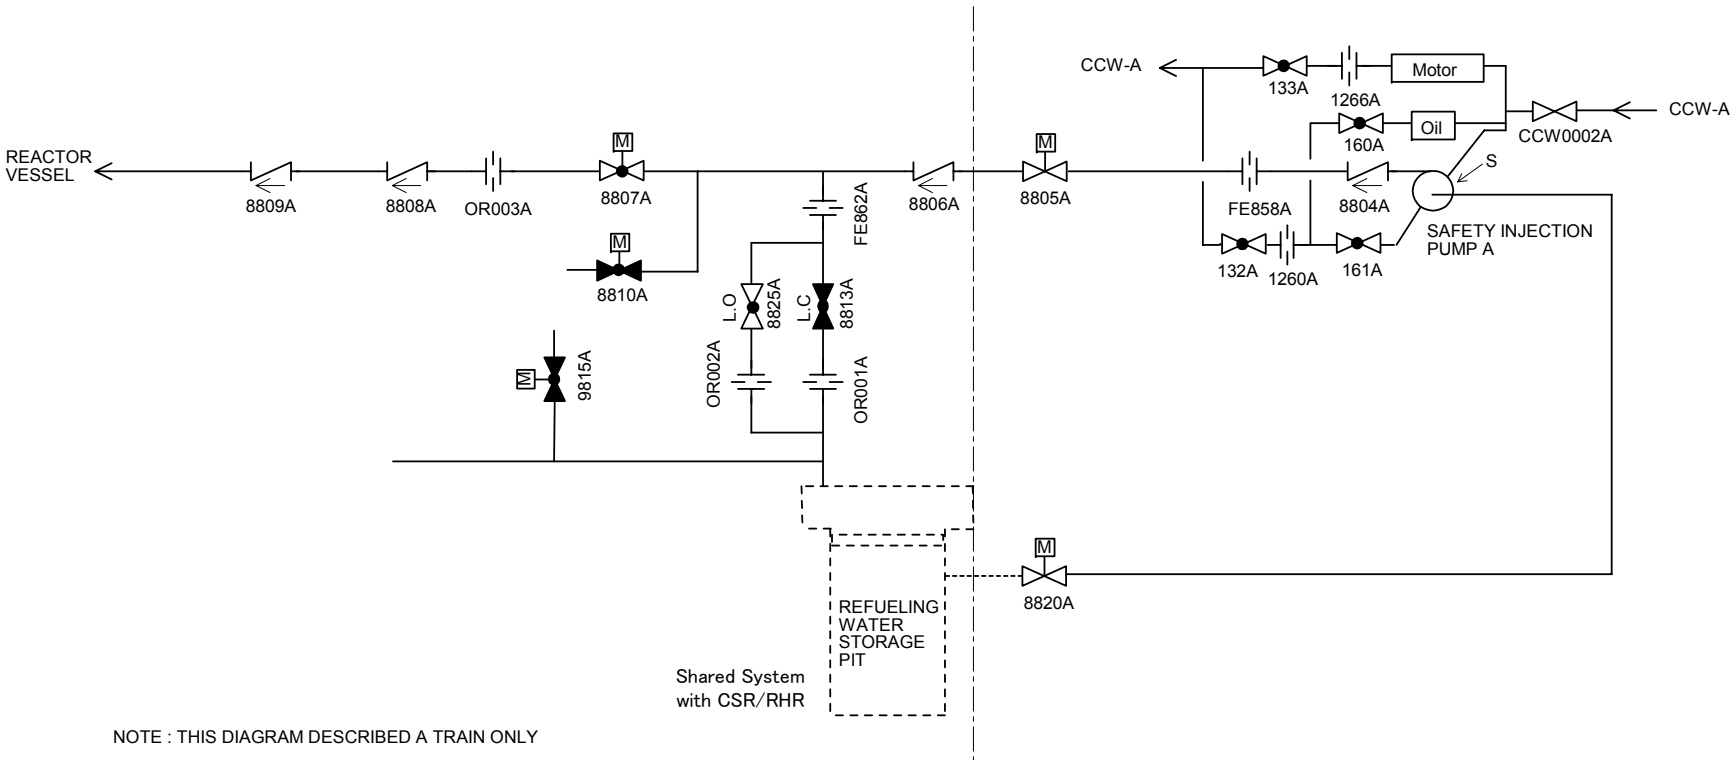 CCW-A
Motor
133A
1266A
CCW-A
Oil
160A
CCW0002A
M
M
REACTOR
VESSEL
S
8809A
8808A
OR003A
8807A
FE862A
8806A
8805A
FE858A
8804A
SAFETY INJECTION
PUMP A
M
8810A
132A
1260A
161A
L.O
8825A
L.C
8813A
M
9815A
OR002A
OR001A
M
8820A
REFUELING
WATER
STORAGE
PIT
Shared System
with CSR/RHR
NOTE : THIS DIAGRAM DESCRIBED A TRAIN ONLY